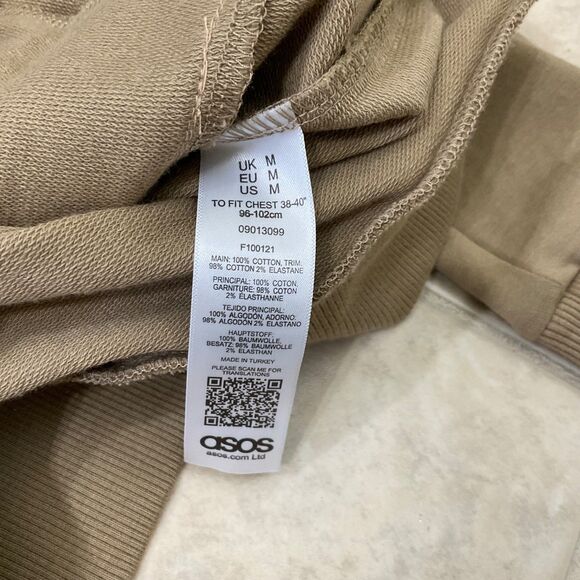 UK M
EU M
US M
TO FIT CHEST 38-40"
96-102cm
09013099
F100121
MAIN: 100% COTTON, TRIM:
98% COTTON 2% ELASTANE
PRINCIPAL: 100% COTON,
GARNITURE: 98% COTON
2% ÉLASTHANNE
TEJIDO PRINCIPAL:
100% ALGODÓN, ADORNO:
98% ALGODÓN 2% ELASTANO
HAUPTSTOFF:
100% BAUMWOLLE,
BESATZ: 98% BAUMWOLLE
2% ELASTHAN
MADE IN TURKEY
PLEASE SCAN ME FOR
TRANSLATIONS
asos
asos.com Ltd